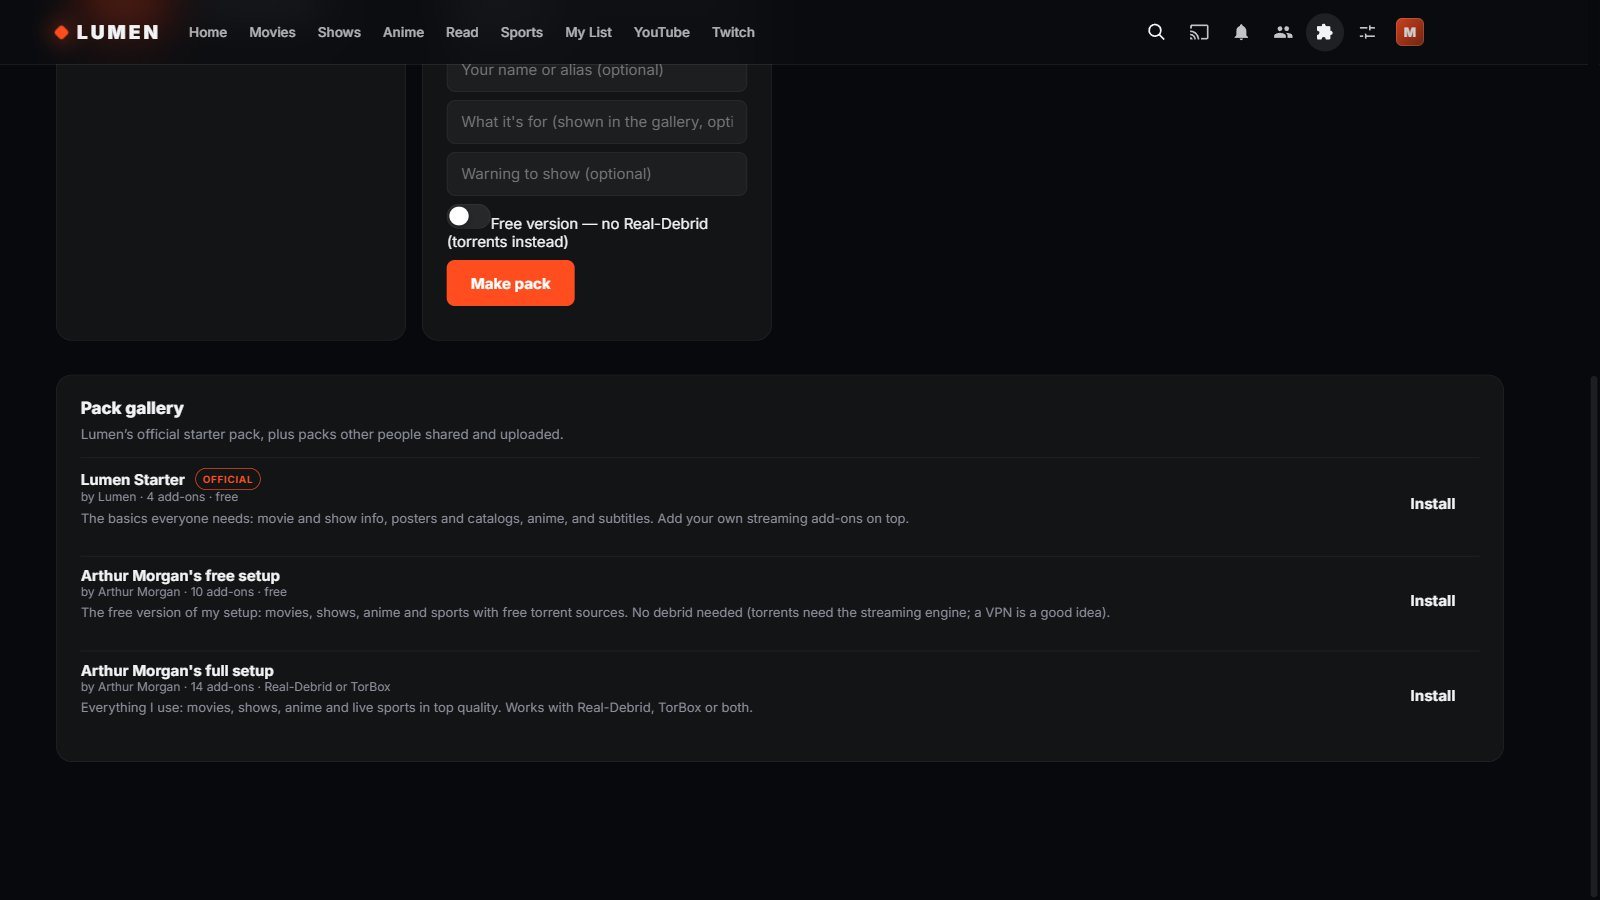 LUMEN Home Movies Shows Anime Read Sports My List YouTube Twitch M
Your name or alias (optional)
What it's for (shown in the gallery, opti
Warning to show (optional)
Free version — no Real-Debrid
(torrents instead)
Make pack
Pack gallery
Lumen's official starter pack, plus packs other people shared and uploaded.
Lumen Starter OFFICIAL
by Lumen · 4 add-ons · free
The basics everyone needs: movie and show info, posters and catalogs, anime, and subtitles. Add your own streaming add-ons on top.
Install
Arthur Morgan's free setup
by Arthur Morgan · 10 add-ons · free
The free version of my setup: movies, shows, anime and sports with free torrent sources. No debrid needed (torrents need the streaming engine; a VPN is a good idea).
Install
Arthur Morgan's full setup
by Arthur Morgan · 14 add-ons · Real-Debrid or TorBox
Everything I use: movies, shows, anime and live sports in top quality. Works with Real-Debrid, TorBox or both.
Install